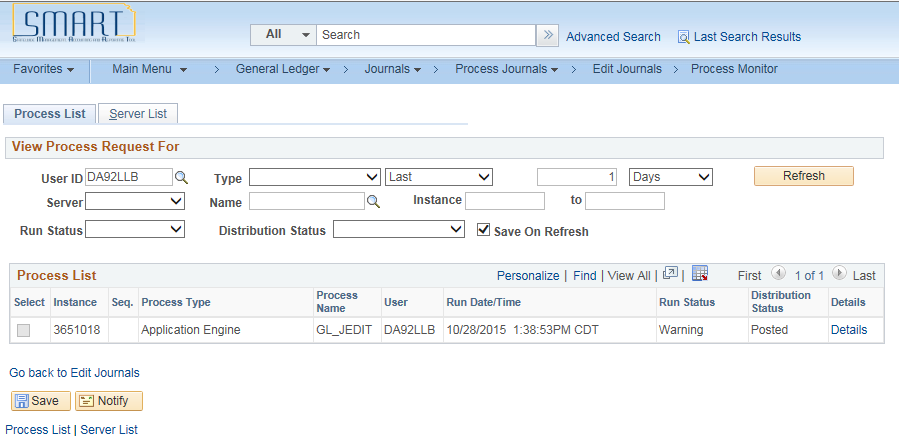 SMART
All Search Advanced Search Last Search Results
Favorites Main Menu > General Ledger > Journals > Process Journals > Edit Journals > Process Monitor
Process List Server List
View Process Request For
User ID DA92LLB Type Last 1 Days Refresh
Server Name Instance to
Run Status Distribution Status Save On Refresh
Process List Personalize | Find | View All | | First 1 of 1 Last
Select Instance Seq. Process Type Process Name User Run Date/Time Run Status Distribution Status Details
3651018 Application Engine GL_JEDIT DA92LLB 10/28/2015 1:38:53PM CDT Warning Posted Details
Go back to Edit Journals
Save Notify
Process List | Server List